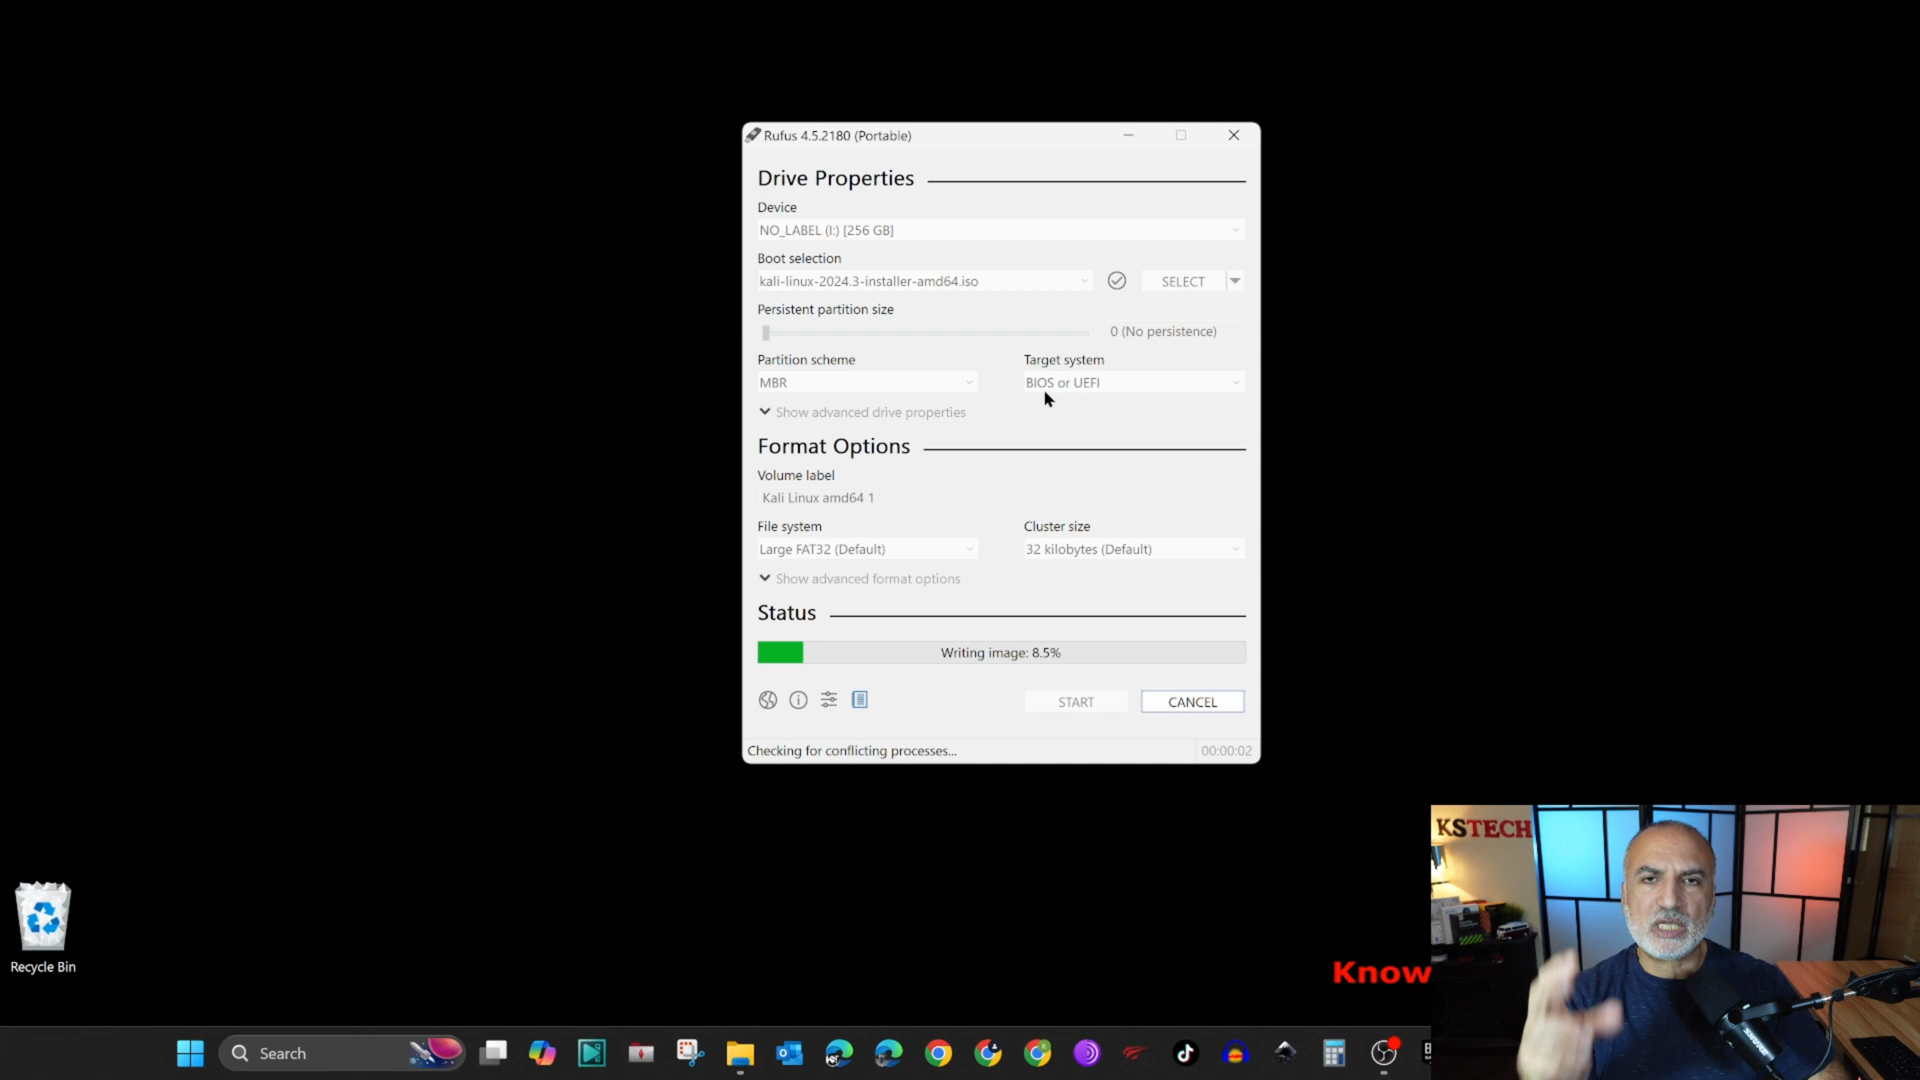 Rufus 4.5.2180 (Portable)
Drive Properties
Device
NO_LABEL (I:) [256 GB]
Boot selection
kali-linux-2024.3-installer-amd64.iso
SELECT
Persistent partition size
0 (No persistence)
Partition scheme
Target system
MBR
BIOS or UEFI
Show advanced drive properties
Format Options
Volume label
Kali Linux amd64 1
File system
Cluster size
Large FAT32 (Default)
32 kilobytes (Default)
Show advanced format options
Status
Writing image: 8.5%
START
CANCEL
Checking for conflicting processes...
00:00:02
KSTECH
Recycle Bin
Know
Search